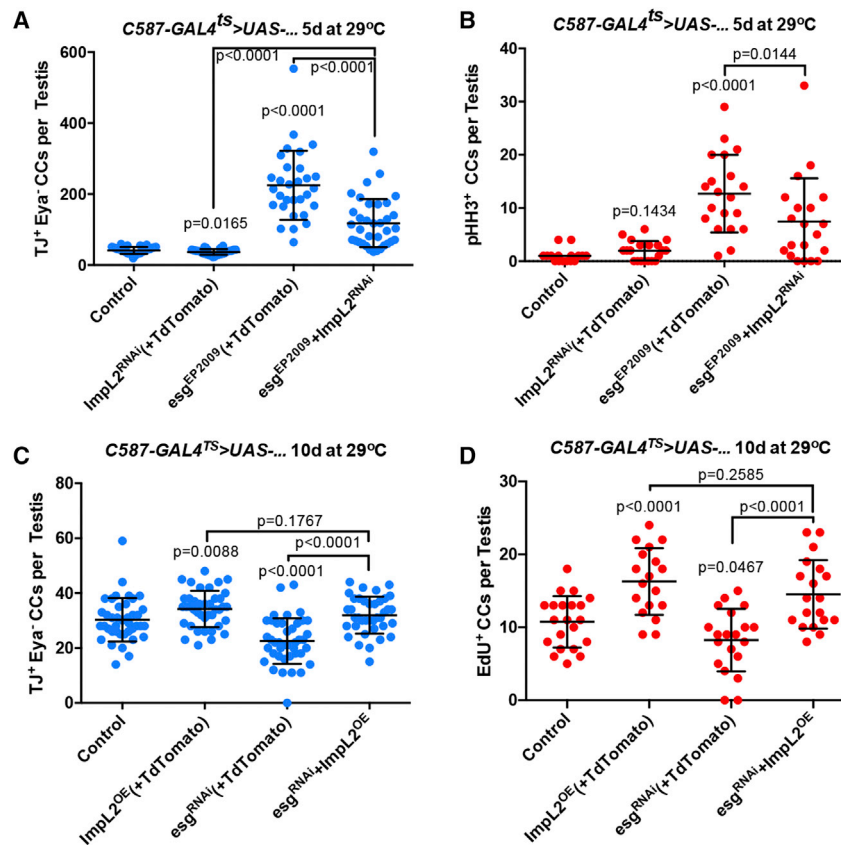 A
C587-GAL4ts>UAS-... 5d at 29ºC
TJ+ Eya- CCs per Testis
600
400
200
0
p<0.0001
p<0.0001
p<0.0001
p=0.0165
Control
ImpL2RNAi(+TdTomato)
esgEP2009(+TdTomato)
esgEP2009+ImpL2RNAi
B
C587-GAL4ts>UAS-... 5d at 29ºC
pHH3+ CCs per Testis
40
30
20
10
0
p=0.0144
p<0.0001
p=0.1434
Control
ImpL2RNAi(+TdTomato)
esgEP2009(+TdTomato)
esgEP2009+ImpL2RNAi
C
C587-GAL4TS>UAS-... 10d at 29ºC
TJ+ Eya- CCs per Testis
80
60
40
20
0
p=0.1767
p=0.0088
p<0.0001
p<0.0001
Control
ImpL2OE(+TdTomato)
esgRNAi(+TdTomato)
esgRNAi+ImpL2OE
D
C587-GAL4TS>UAS-... 10d at 29ºC
EdU+ CCs per Testis
30
20
10
0
p=0.2585
p<0.0001
p<0.0001
p=0.0467
Control
ImpL2OE(+TdTomato)
esgRNAi(+TdTomato)
esgRNAi+ImpL2OE